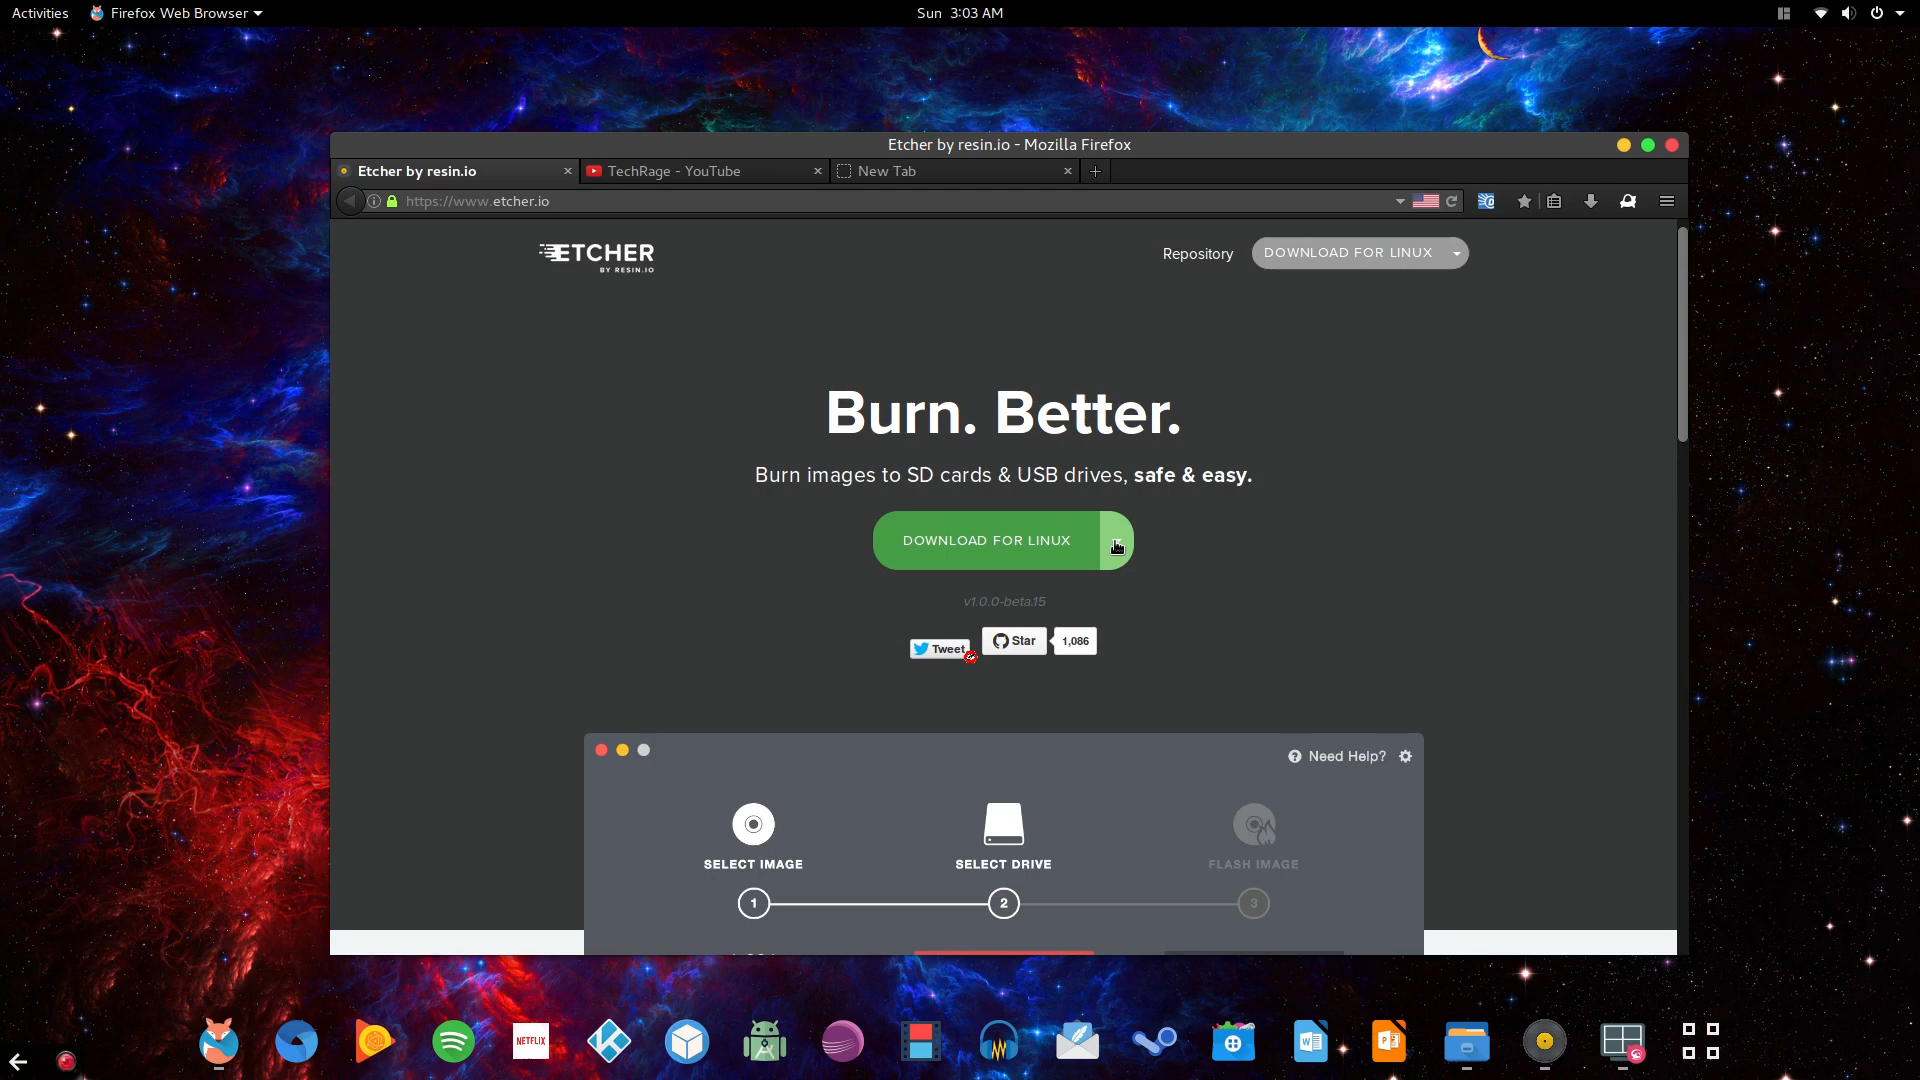 Activities Firefox Web Browser Sun 3:03 AM
Etcher by resin.io - Mozilla Firefox
Etcher by resin.io TechRage - YouTube New Tab
https://www.etcher.io
ETCHER
BY RESIN.IO
Repository DOWNLOAD FOR LINUX
Burn. Better.
Burn images to SD cards & USB drives, safe & easy.
DOWNLOAD FOR LINUX
v1.0.0-beta.15
Tweet Star 1,086
Need Help?
SELECT IMAGE SELECT DRIVE FLASH IMAGE
1 2 3
NETFLIX W P